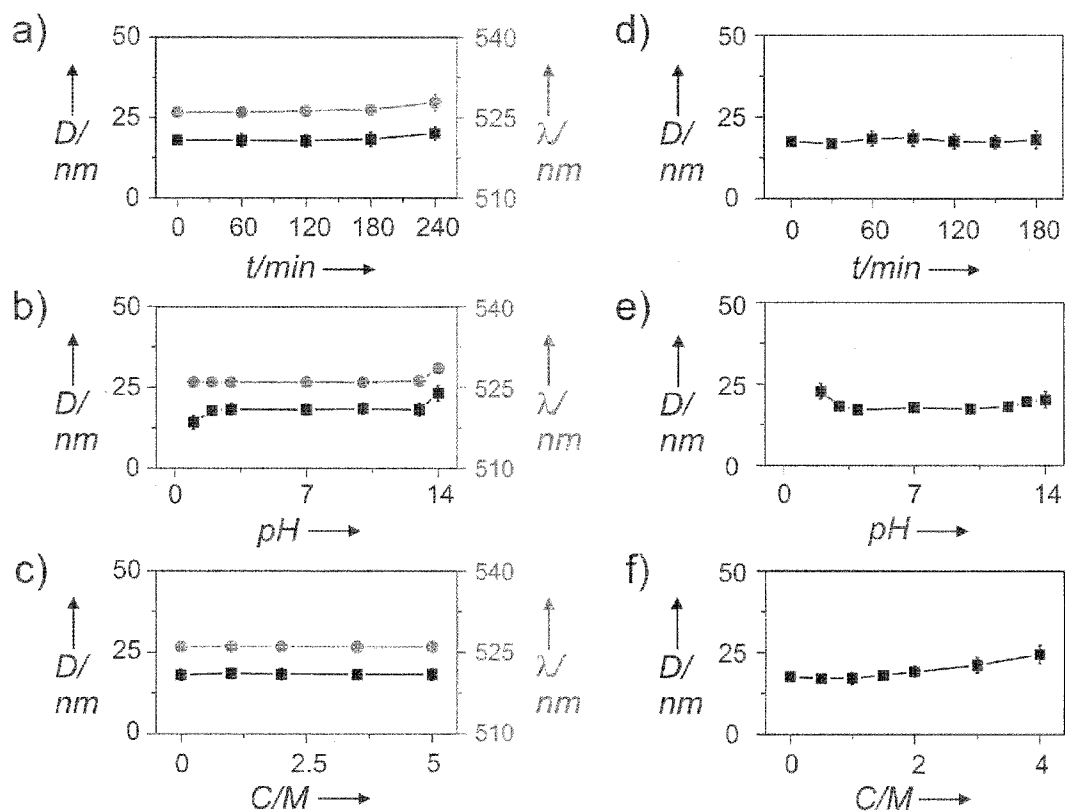 a)
50
25
0
D/
nm
540
525
510
λ/
nm
0 60 120 180 240
t/min
b)
50
25
0
D/
nm
540
525
510
λ/
nm
0 7 14
pH
c)
50
25
0
D/
nm
540
525
510
λ/
nm
0 2.5 5
C/M
d)
50
25
0
D/
nm
0 60 120 180
t/min
e)
50
25
0
D/
nm
0 7 14
pH
f)
50
25
0
D/
nm
0 2 4
C/M